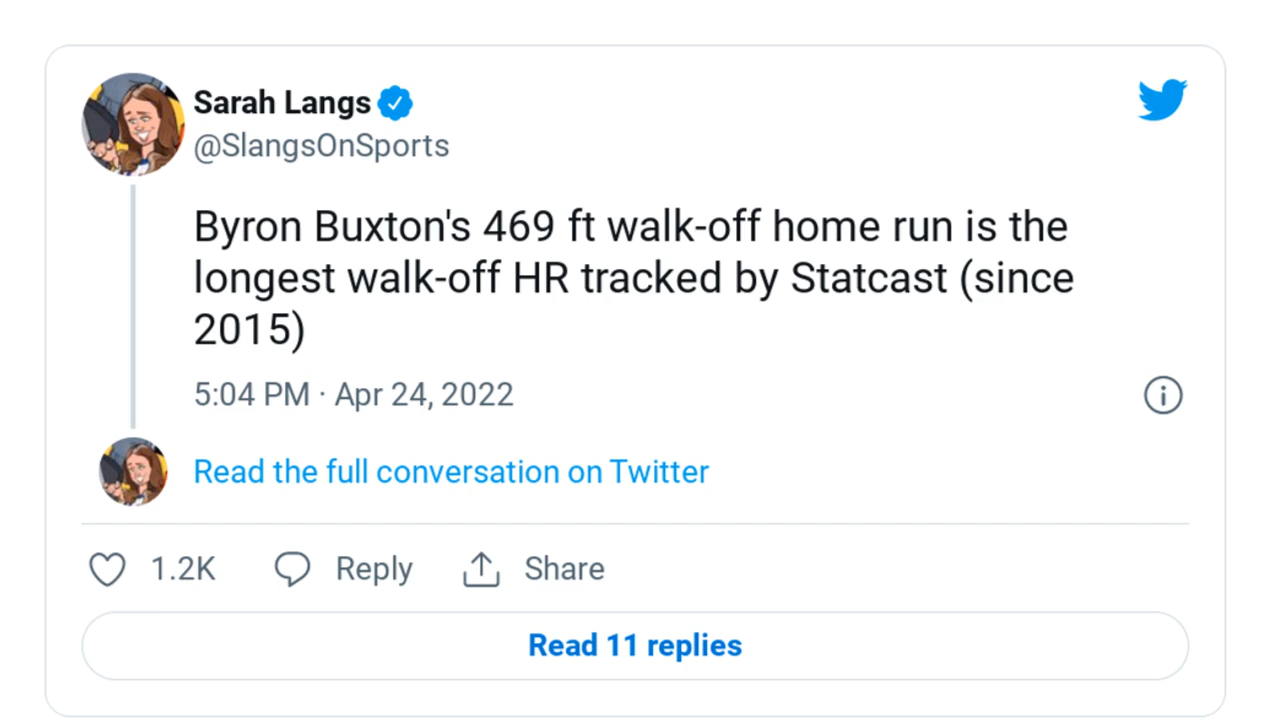 Sarah Langs
@SlangsOnSports
Byron Buxton's 469 ft walk-off home run is the
longest walk-off HR tracked by Statcast (since
2015)
5:04 PM · Apr 24, 2022
Read the full conversation on Twitter
1.2K Reply Share
Read 11 replies